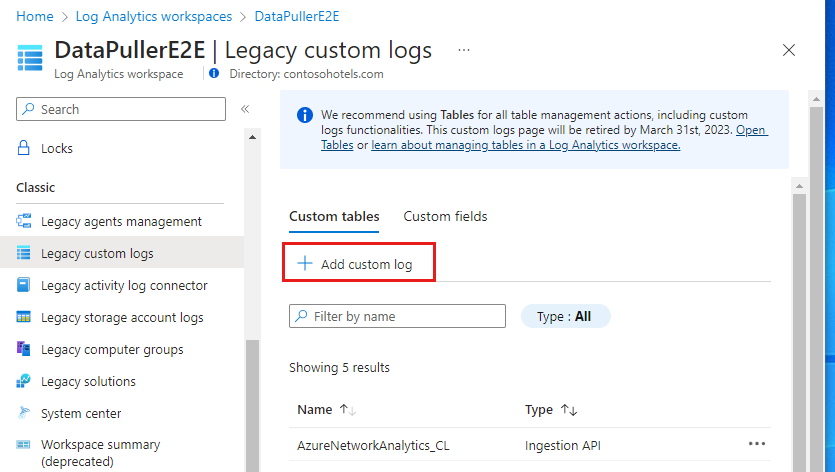 Home > Log Analytics workspaces > DataPullerE2E
DataPullerE2E | Legacy custom logs ...
Log Analytics workspace
Directory: contosohotels.com
Search
Locks
Classic
Legacy agents management
Legacy custom logs
Legacy activity log connector
Legacy storage account logs
Legacy computer groups
Legacy solutions
System center
Workspace summary
(deprecated)
We recommend using Tables for all table management actions, including custom
logs functionalities. This custom logs page will be retired by March 31st, 2023. Open
Tables or learn about managing tables in a Log Analytics workspace.
Custom tables
Custom fields
+ Add custom log
Filter by name
Type : All
Showing 5 results
Name ↑↓
Type ↑↓
AzureNetworkAnalytics_CL
Ingestion API
...